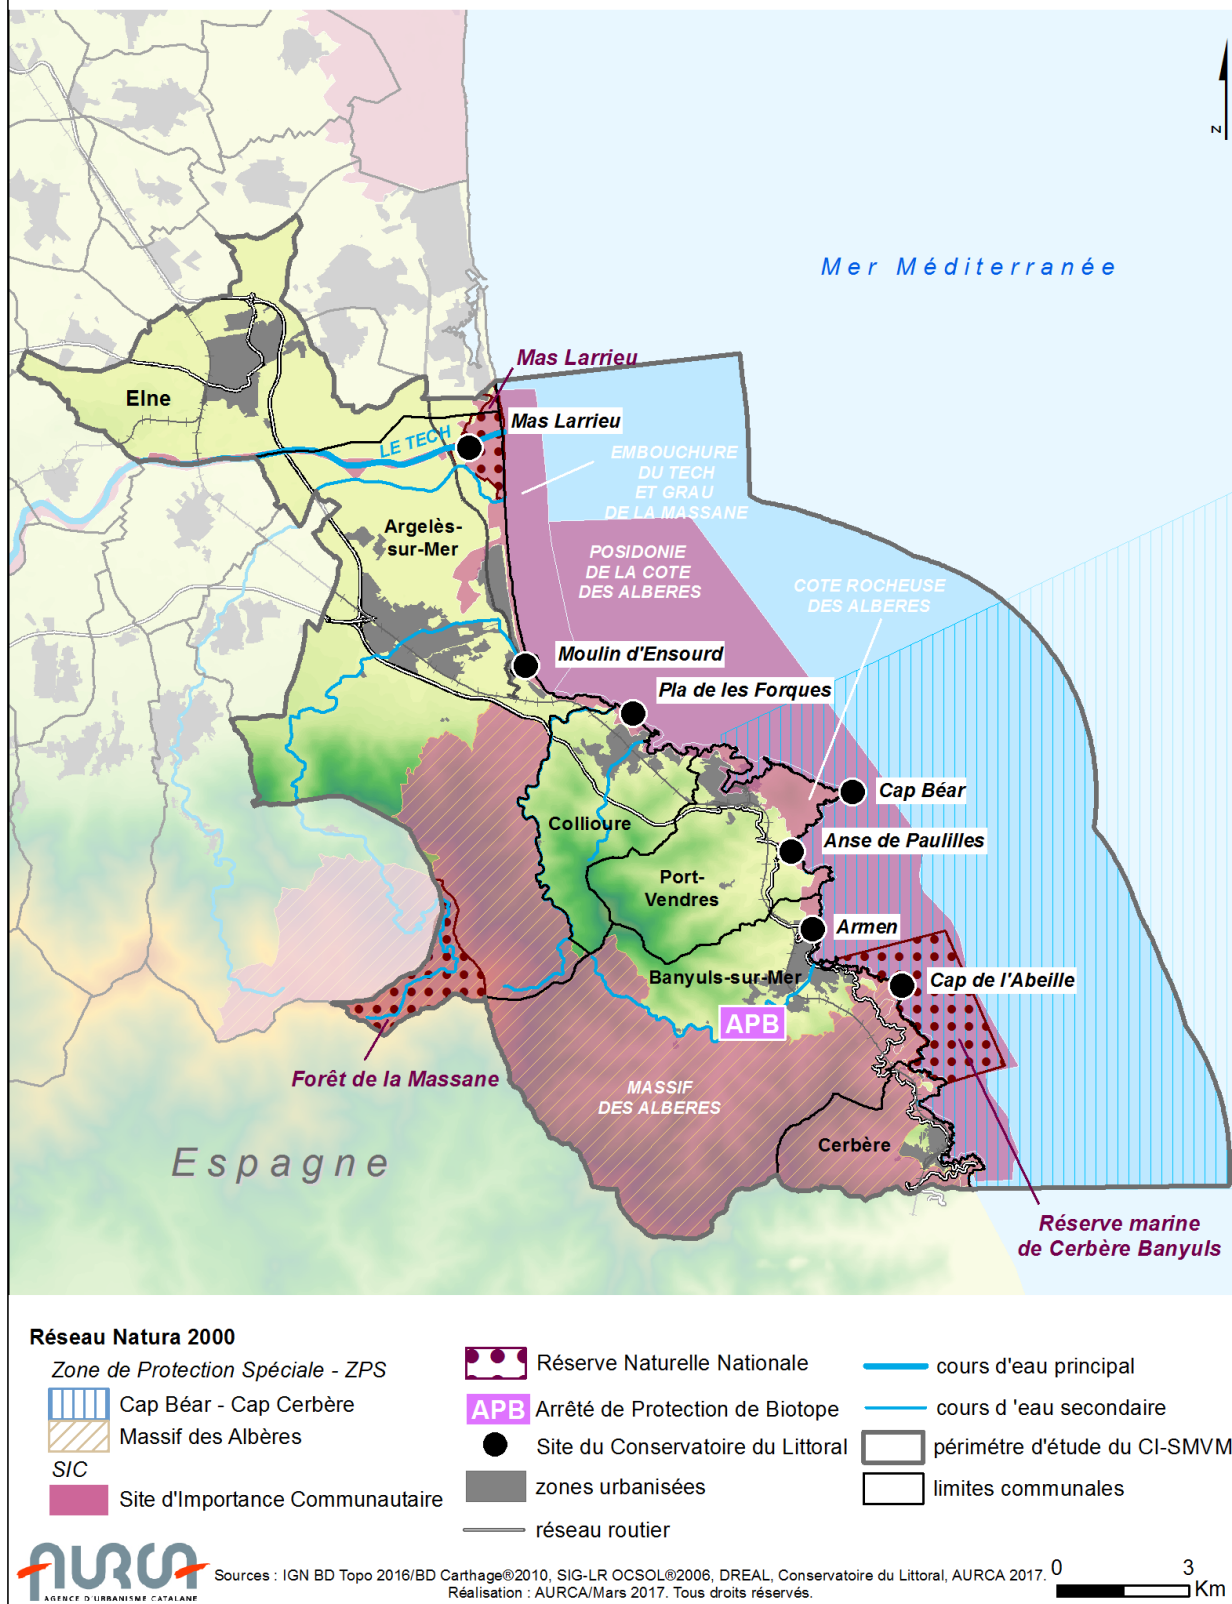 z
Mer Méditerranée
Mas Larrieu
Elne
Mas Larrieu
LE TECH
EMBOUCHURE
DU TECH
ET GRAU
DE LA MASSANE
Argelès-
sur-Mer
POSIDONIE
DE LA COTE
DES ALBERES
COTE ROCHEUSE
DES ALBERES
Moulin d'Ensourd
Pla de les Forques
Cap Béar
Collioure
Anse de Paulilles
Port-
Vendres
Armen
Banyuls-sur-Mer
Cap de l'Abeille
APB
Forêt de la Massane
MASSIF
DES ALBERES
Cerbère
Espagne
Réserve marine
de Cerbère Banyuls
Réseau Natura 2000
Zone de Protection Spéciale - ZPS
Cap Béar - Cap Cerbère
Massif des Albères
SIC
Site d'Importance Communautaire
Réserve Naturelle Nationale
APB Arrêté de Protection de Biotope
Site du Conservatoire du Littoral
zones urbanisées
réseau routier
cours d'eau principal
cours d 'eau secondaire
périmétre d'étude du CI-SMVM
limites communales
AURCA
AGENCE D'URBANISME CATALANE
Sources : IGN BD Topo 2016/BD Carthage®2010, SIG-LR OCSOL®2006, DREAL, Conservatoire du Littoral, AURCA 2017.
Réalisation : AURCA/Mars 2017. Tous droits réservés.
0 3
Km